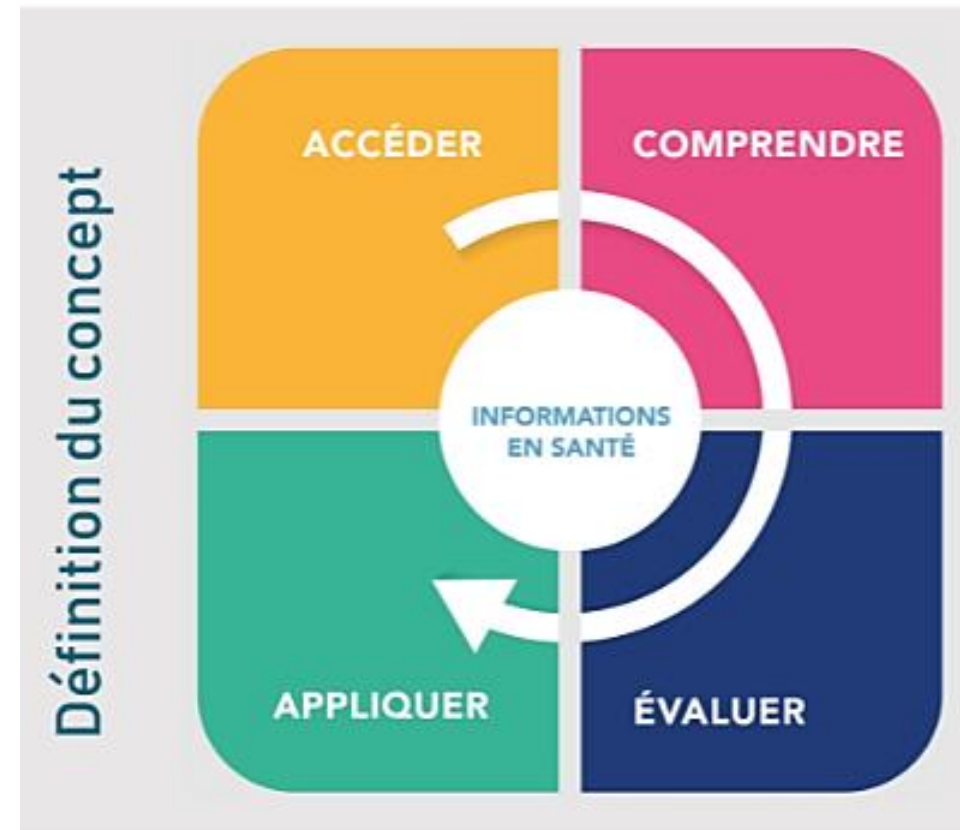 Définition du concept
ACCÉDER
COMPRENDRE
INFORMATIONS
EN SANTÉ
APPLIQUER
ÉVALUER